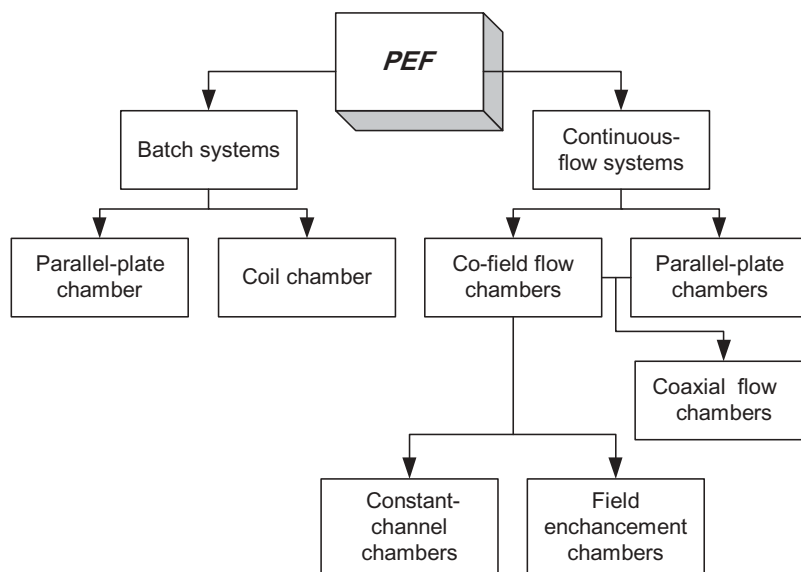 PEF
Batch systems
Continuous-
flow systems
Parallel-plate
chamber
Coil chamber
Co-field flow
chambers
Parallel-plate
chambers
Coaxial flow
chambers
Constant-
channel
chambers
Field
enchancement
chambers